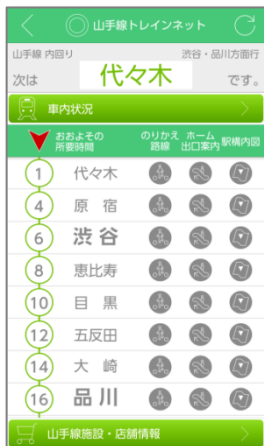 山手線トレインネット
山手線 内回り 渋谷・品川方面行
次は 代々木 です。
車内状況
おおよその所要時間 のりかえ路線 ホーム出口案内 駅構内図
1 代々木
4 原宿
6 渋谷
8 恵比寿
10 目黒
12 五反田
14 大崎
16 品川
山手線施設・店舗情報